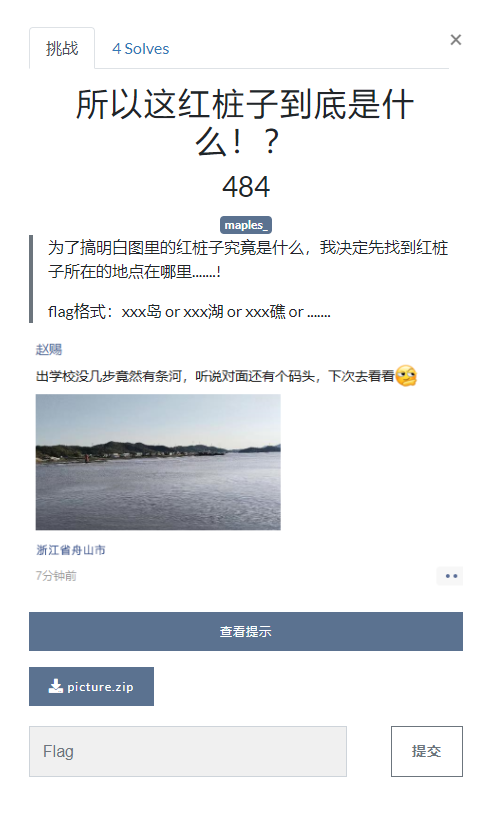 挑战 4 Solves ×
所以这红桩子到底是什
么！？
484
maples_
为了搞明白图里的红桩子究竟是什么，我决定先找到红桩
子所在的地点在哪里.......!
flag格式：xxx岛 or xxx湖 or xxx礁 or .......
赵赐
出学校没几步竟然有条河，听说对面还有个码头，下次去看看
浙江省舟山市
7分钟前
查看提示
picture.zip
Flag
提交